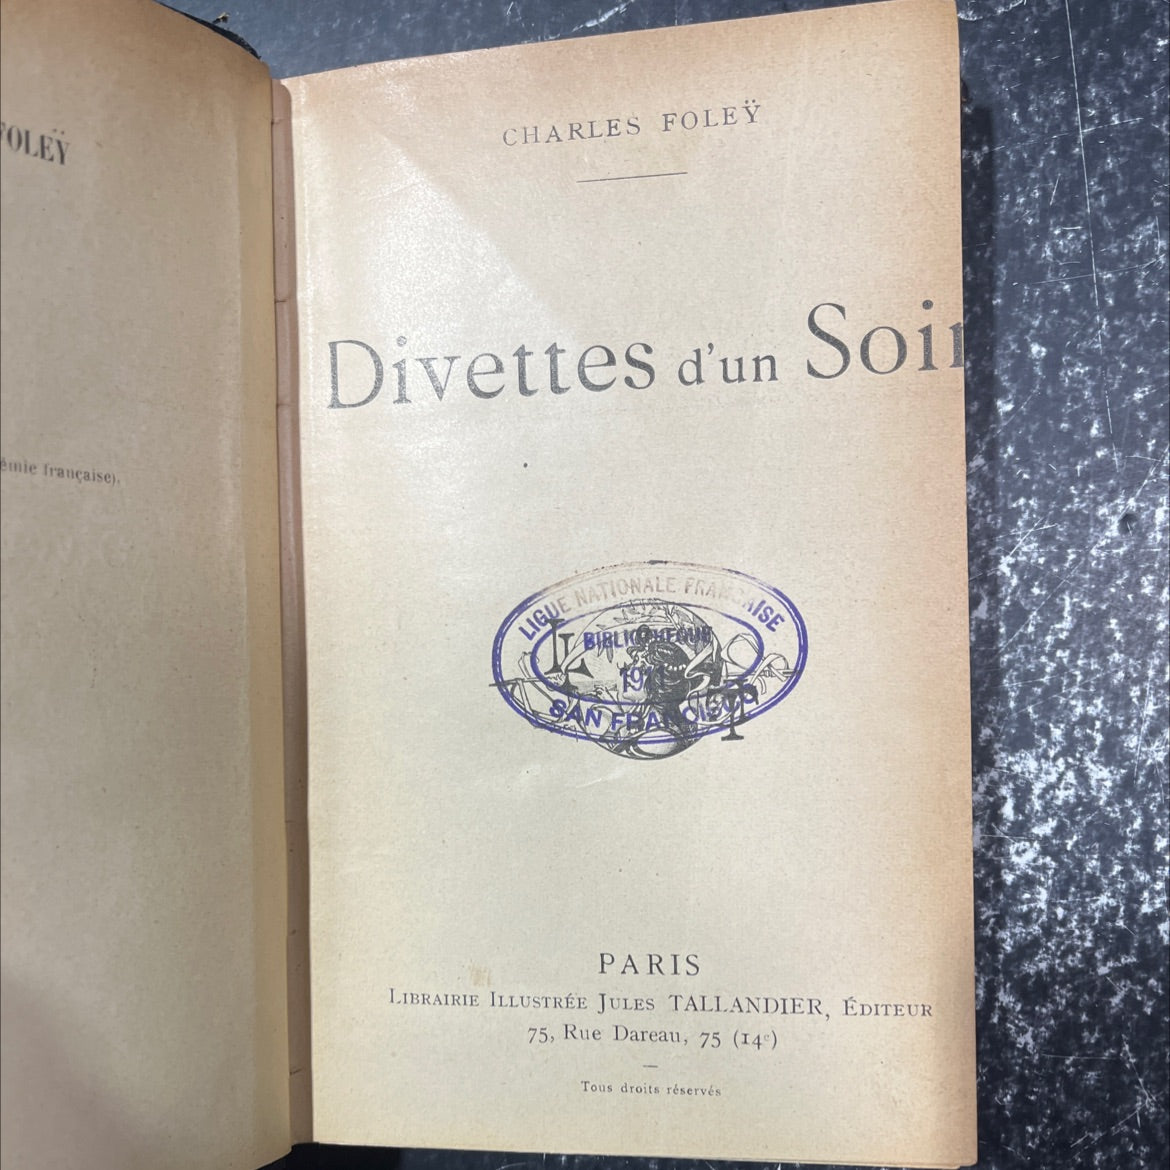 FOLEŸ
émie française).
CHARLES FOLEŸ
Divettes d'un Soir
LIGUE NATIONALE FRANÇAISE
BIBLIOTHEQUE
SAN FRANCISCO
L
T
PARIS
LIBRAIRIE ILLUSTRÉE JULES TALLANDIER, ÉDITEUR
75, Rue Dareau, 75 (14e)
Tous droits réservés